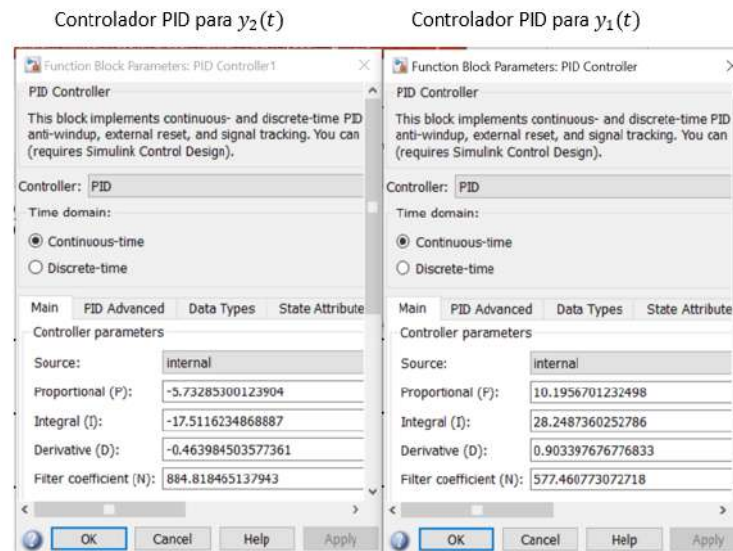 Controlador PID para y₂(t)
Function Block Parameters: PID Controller1
PID Controller
This block implements continuous- and discrete-time PID
anti-windup, external reset, and signal tracking. You can
(requires Simulink Control Design).
Controller: PID
Time domain:
Continuous-time
Discrete-time
Main PID Advanced Data Types State Attribute
Controller parameters
Source: internal
Proportional (P): -5.73285300123904
Integral (I): -17.5116234868887
Derivative (D): -0.463984503577361
Filter coefficient (N): 884.818465137943
OK Cancel Help Apply
Controlador PID para y₁(t)
Function Block Parameters: PID Controller
PID Controller
This block implements continuous- and discrete-time PID
anti-windup, external reset, and signal tracking. You can
(requires Simulink Control Design).
Controller: PID
Time domain:
Continuous-time
Discrete-time
Main PID Advanced Data Types State Attribute
Controller parameters
Source: internal
Proportional (P): 10.1956701232498
Integral (I): 28.2487360252786
Derivative (D): 0.903397676776833
Filter coefficient (N): 577.460773072718
OK Cancel Help Apply